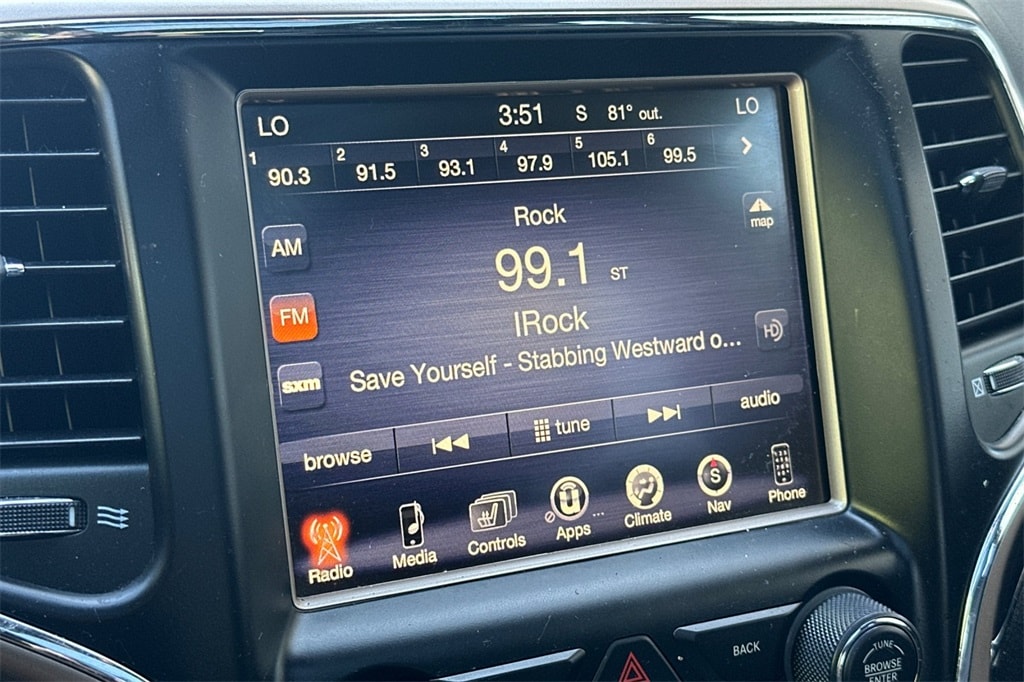 LO 3:51 S 81° out. LO
1 90.3 2 91.5 3 93.1 4 97.9 5 105.1 6 99.5
Rock
map
AM
99.1 ST
FM
IRock
HD
sxm
Save Yourself - Stabbing Westward o...
browse tune audio
Radio Media Controls Apps ... Climate S Nav Phone
BACK
TUNE
BROWSE
ENTER